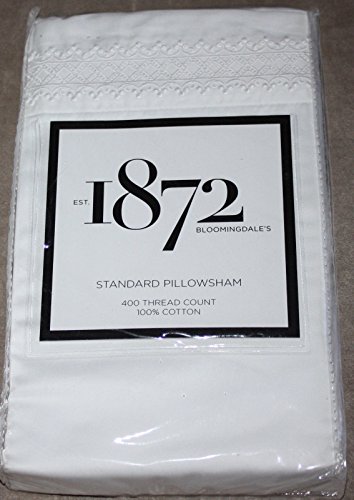 EST. 1872
BLOOMINGDALE'S
STANDARD PILLOWSHAM
400 THREAD COUNT
100% COTTON